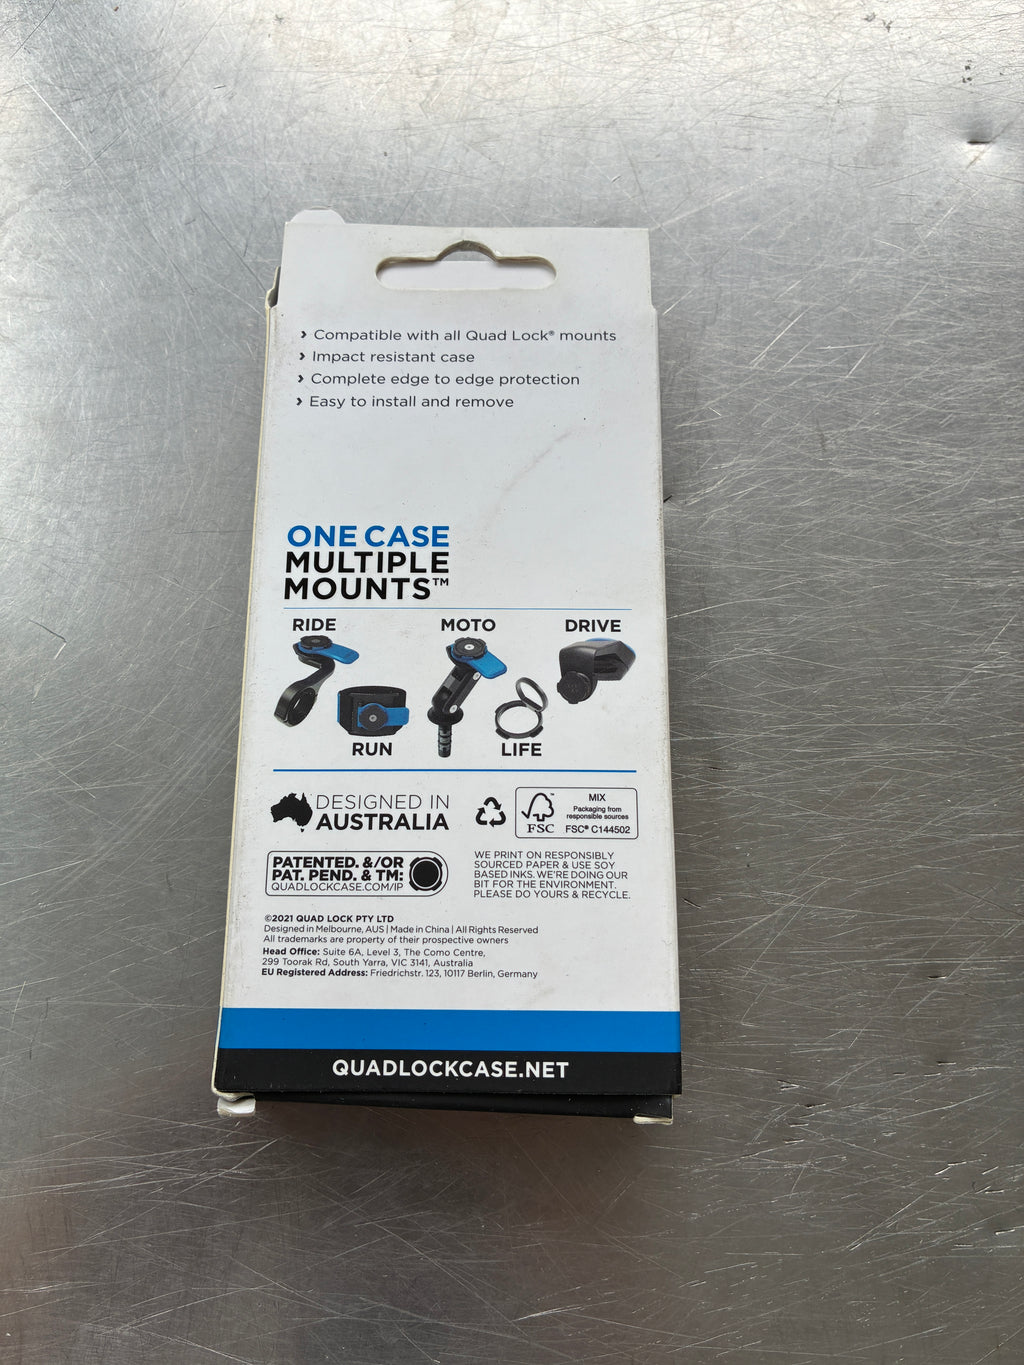 › Compatible with all Quad Lock® mounts
› Impact resistant case
› Complete edge to edge protection
› Easy to install and remove
ONE CASE
MULTIPLE
MOUNTS™
RIDE
MOTO
DRIVE
RUN
LIFE
DESIGNED IN
AUSTRALIA
FSC
MIX
Packaging from
responsible sources
FSC® C144502
PATENTED. &/OR
PAT. PEND. & TM:
QUADLOCKCASE.COM/IP
WE PRINT ON RESPONSIBLY
SOURCED PAPER & USE SOY
BASED INKS. WE'RE DOING OUR
BIT FOR THE ENVIRONMENT.
PLEASE DO YOURS & RECYCLE.
©2021 QUAD LOCK PTY LTD
Designed in Melbourne, AUS | Made in China | All Rights Reserved
All trademarks are property of their prospective owners
Head Office: Suite 6A, Level 3, The Como Centre,
299 Toorak Rd, South Yarra, VIC 3141, Australia
EU Registered Address: Friedrichstr. 123, 10117 Berlin, Germany
QUADLOCKCASE.NET